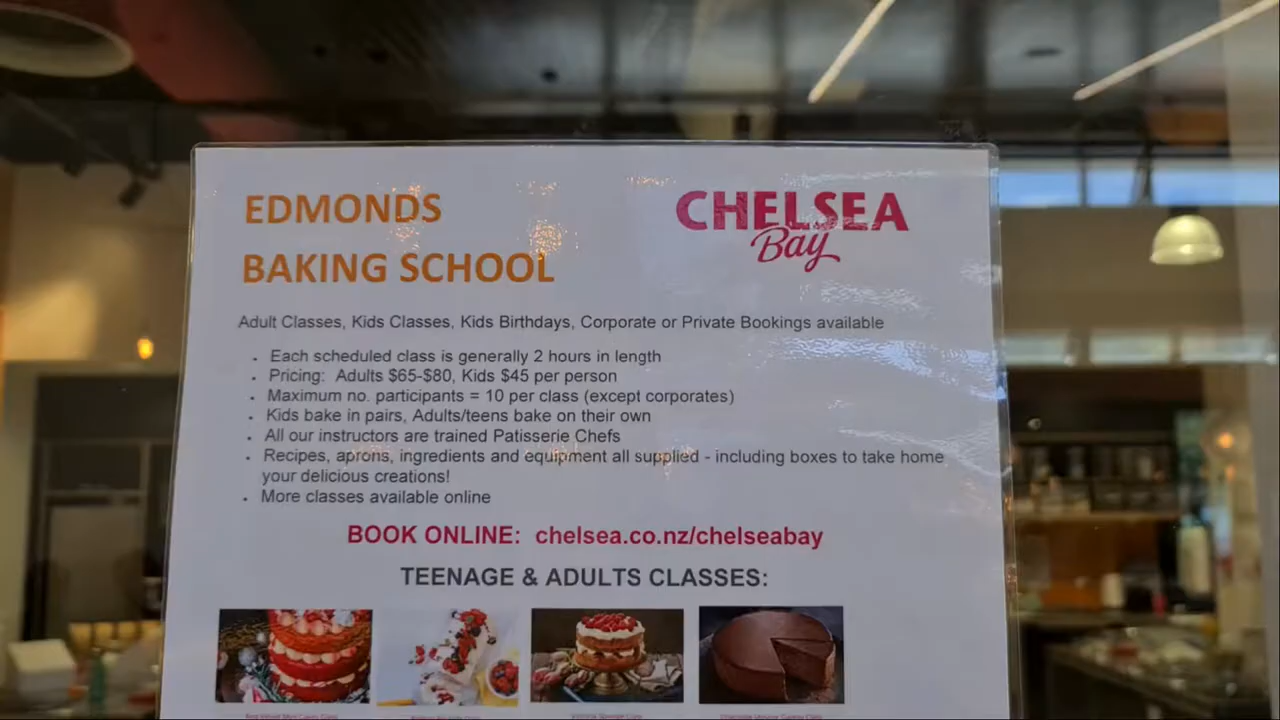 EDMONDS
BAKING SCHOOL
CHELSEA
Bay
Adult Classes, Kids Classes, Kids Birthdays, Corporate or Private Bookings available
• Each scheduled class is generally 2 hours in length
• Pricing: Adults $65-$80, Kids $45 per person
• Maximum no. participants = 10 per class (except corporates)
• Kids bake in pairs, Adults/teens bake on their own
• All our instructors are trained Patisserie Chefs
• Recipes, aprons, ingredients and equipment all supplied - including boxes to take home
your delicious creations!
• More classes available online
BOOK ONLINE: chelsea.co.nz/chelseabay
TEENAGE & ADULTS CLASSES: